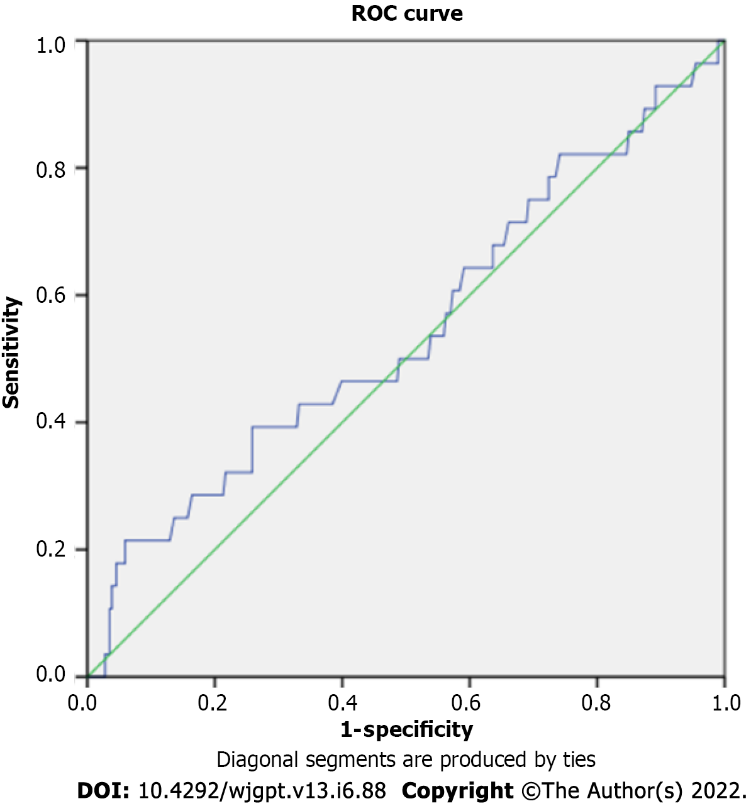 ROC curve
1.0
0.8
0.6
0.4
0.2
0.0
Sensitivity
0.0 0.2 0.4 0.6 0.8 1.0
1-specificity
Diagonal segments are produced by ties
DOI: 10.4292/wjgpt.v13.i6.88 Copyright ©The Author(s) 2022.